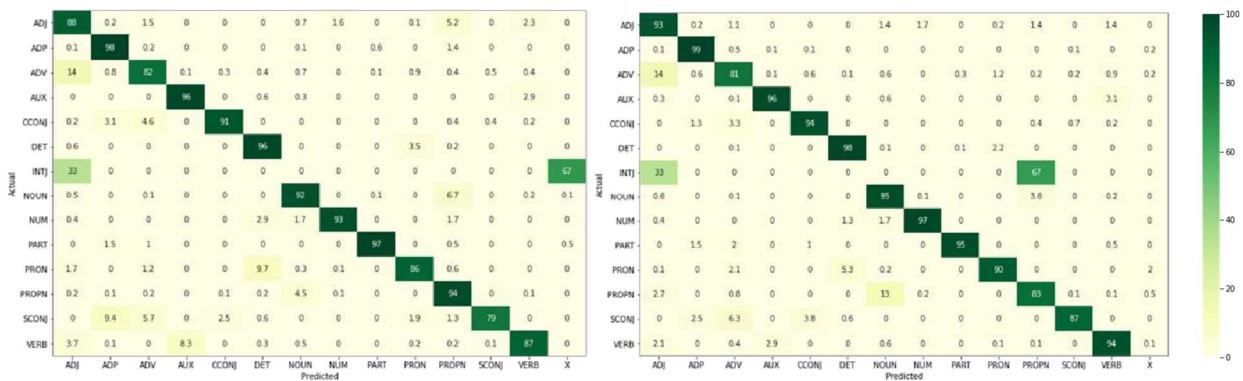 ADJ 88 0.2 1.5 0 0 0 0.7 1.6 0 0.1 5.2 0 2.3 0
ADP 0.1 98 0.2 0 0 0 0.1 0 0.6 0 1.4 0 0 0
ADV 14 0.8 82 0.1 0.3 0.4 0.7 0 0.1 0.9 0.4 0.5 0.4 0
AUX 0 0 0 96 0 0.6 0.3 0 0 0 0 0 2.9 0
CCONJ 0.2 3.1 4.6 0 91 0 0 0 0 0 0.4 0.4 0.2 0
DET 0.6 0 0 0 0 96 0 0 0 3.5 0.2 0 0 0
INTJ 33 0 0 0 0 0 0 0 0 0 0 0 0 67
NOUN 0.5 0 0.1 0 0 0 92 0 0.1 0 6.7 0 0.2 0.1
NUM 0.4 0 0 0 0 2.9 1.7 93 0 0 1.7 0 0 0
PART 0 1.5 1 0 0 0 0 0 97 0 0.5 0 0 0.5
PRON 1.7 0 1.2 0 0 9.7 0.3 0.1 0 86 0.6 0 0 0
PROPN 0.2 0.1 0.2 0 0.1 0.2 4.5 0.1 0 0 94 0 0.1 0
SCONJ 0 9.4 5.7 0 2.5 0.6 0 0 0 1.9 1.3 79 0 0
VERB 3.7 0.1 0 8.3 0 0.3 0.5 0 0 0.2 0.2 0.1 87 0
ADJ ADP ADV AUX CCONJ DET NOUN NUM PART PRON PROPN SCONJ VERB X
Predicted
Actual
ADJ 93 0.2 1.1 0 0 0 1.4 1.7 0 0.2 1.4 0 1.4 0
ADP 0.1 99 0.5 0.1 0.1 0 0 0 0 0 0 0.1 0 0.2
ADV 14 0.6 81 0.1 0.6 0.1 0.6 0 0.3 1.2 0.2 0.2 0.9 0.2
AUX 0.3 0 0.1 96 0 0 0.6 0 0 0 0 0 3.1 0
CCONJ 0 1.3 3.3 0 94 0 0 0 0 0 0.4 0.7 0.2 0
DET 0 0 0 0 0 98 0.1 0 0.1 2.2 0 0 0 0
INTJ 33 0 0 0 0 0 0 0 0 0 67 0 0 0
NOUN 0.6 0 0.1 0 0 0 95 0.1 0 0 3.6 0 0.2 0
NUM 0.4 0 0 0 0 1.3 1.7 97 0 0 0 0 0 0
PART 0 1.5 2 0 1 0 0 0 95 0 0 0 0.5 0
PRON 0.1 0 2.1 0 0 5.3 0.2 0 0 90 0 0 0 2
PROPN 2.7 0 0.8 0 0 0 13 0.2 0 0 83 0.1 0.1 0.5
SCONJ 0 2.5 6.3 0 3.8 0.6 0 0 0 0 0 87 0 0
VERB 2.1 0 0.4 2.9 0 0 0.6 0 0 0.1 0.1 0 94 0.1
ADJ ADP ADV AUX CCONJ DET NOUN NUM PART PRON PROPN SCONJ VERB X
Predicted
Actual
100
80
60
40
20
0